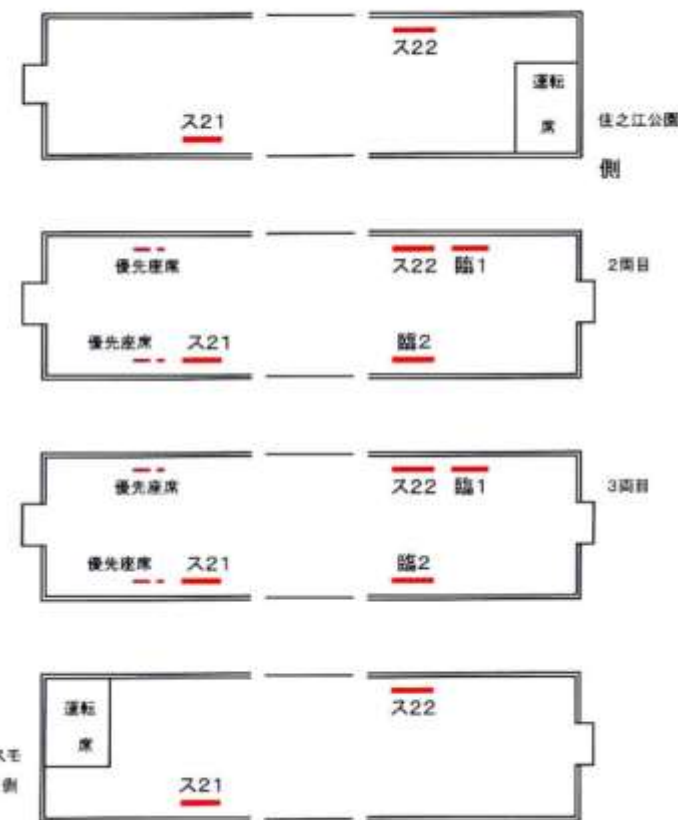 ス22
運転
席
住之江公園
側
ス21
優先座席
ス22 臨1
2両目
優先座席 ス21
臨2
優先座席
ス22 臨1
3両目
優先座席 ス21
臨2
運転
席
ス22
スモ
側
ス21